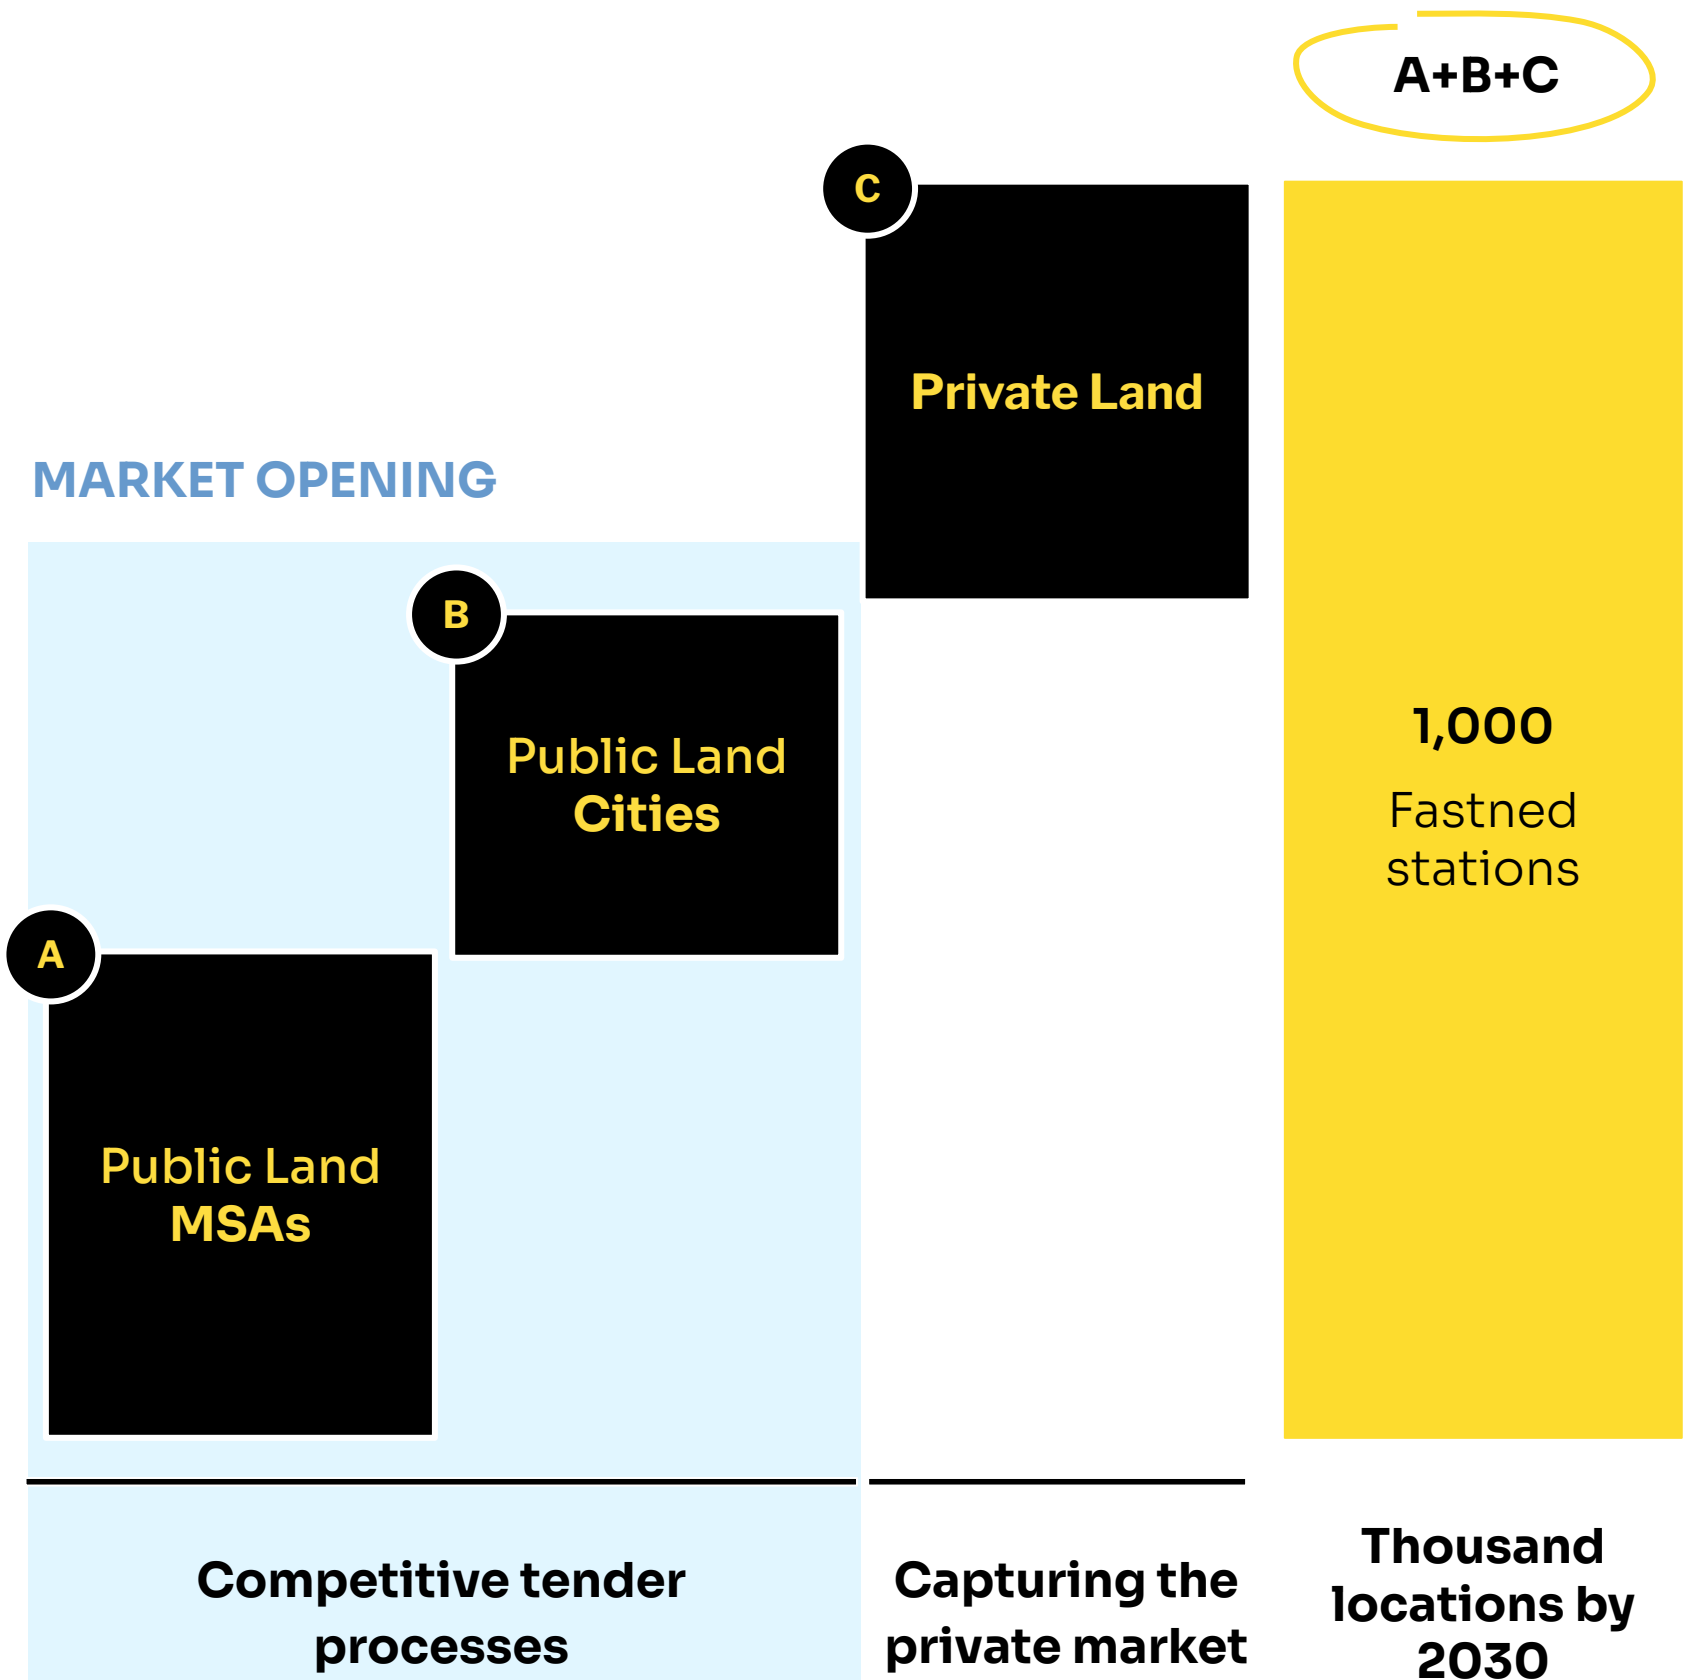 A+B+C
C
Private Land
MARKET OPENING
B
Public Land
Cities
1,000
Fastned
stations
A
Public Land
MSAs
Competitive tender
processes
Capturing the
private market
Thousand
locations by
2030